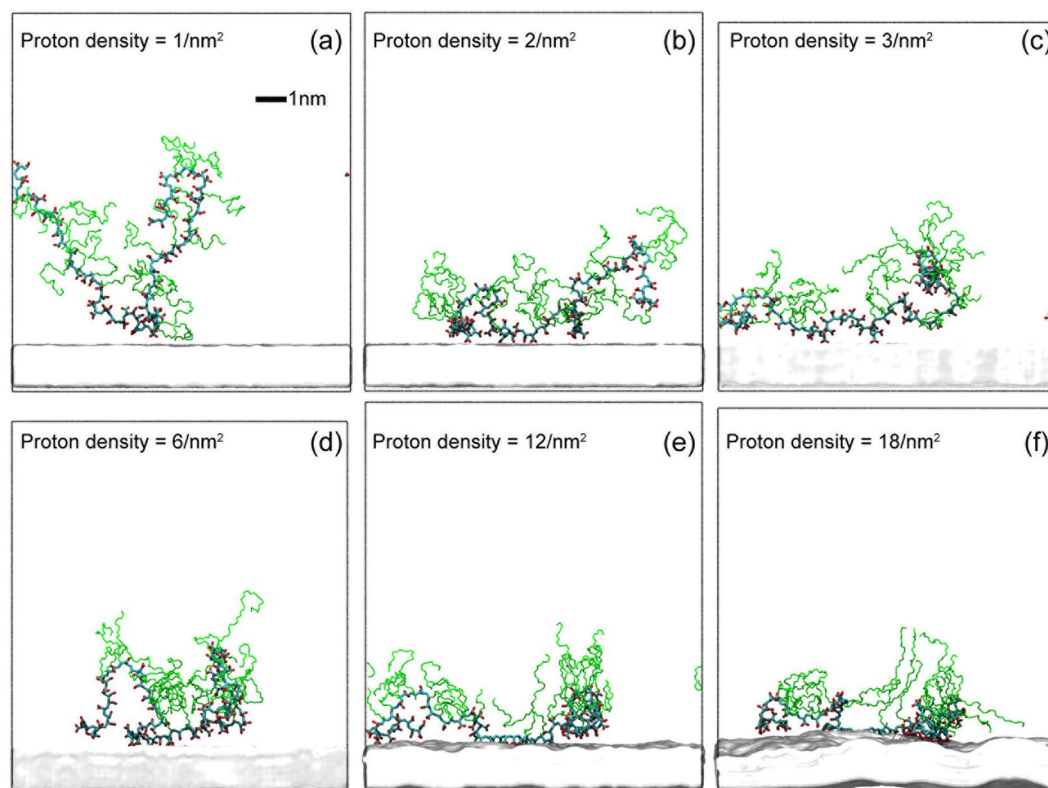 Proton density = 1/nm² (a)
1nm
Proton density = 2/nm² (b)
Proton density = 3/nm² (c)
Proton density = 6/nm² (d)
Proton density = 12/nm² (e)
Proton density = 18/nm² (f)